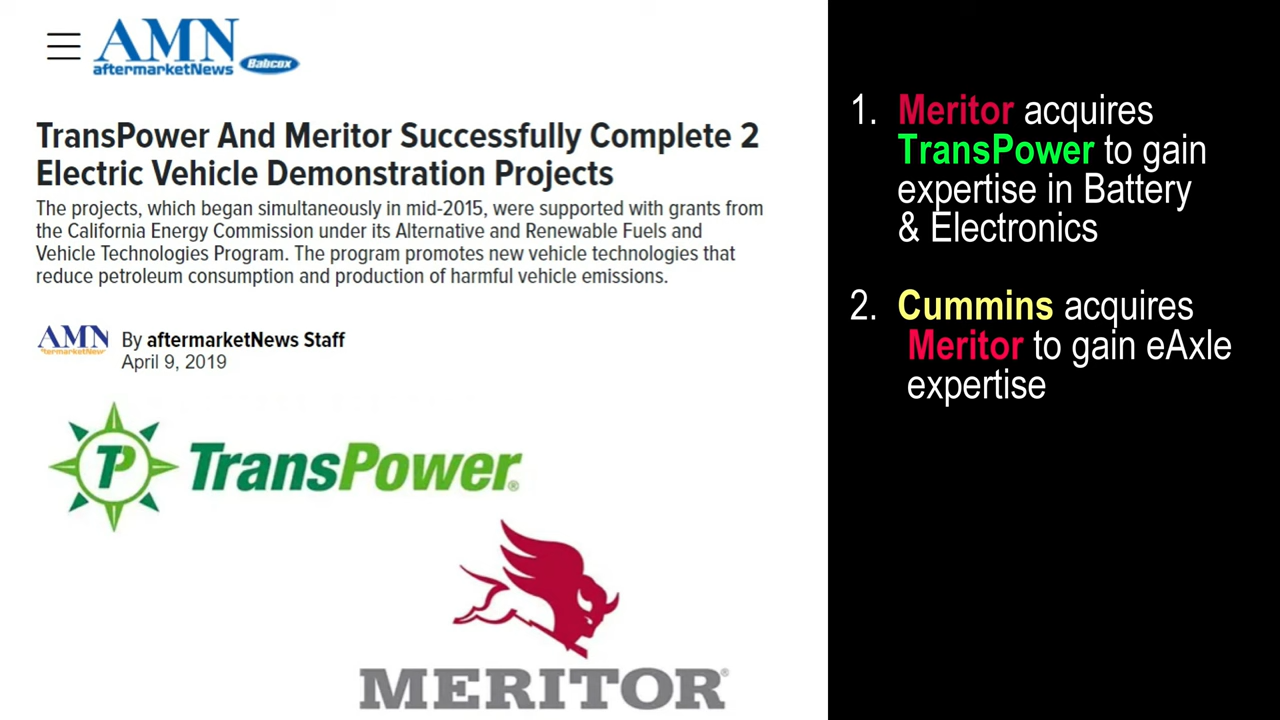 AMN
aftermarketNews Babcox
TransPower And Meritor Successfully Complete 2
Electric Vehicle Demonstration Projects
The projects, which began simultaneously in mid-2015, were supported with grants from
the California Energy Commission under its Alternative and Renewable Fuels and
Vehicle Technologies Program. The program promotes new vehicle technologies that
reduce petroleum consumption and production of harmful vehicle emissions.
AMN
By aftermarketNews Staff
April 9, 2019
TP TransPower®
MERITOR®
1. Meritor acquires
TransPower to gain
expertise in Battery
& Electronics
2. Cummins acquires
Meritor to gain eAxle
expertise